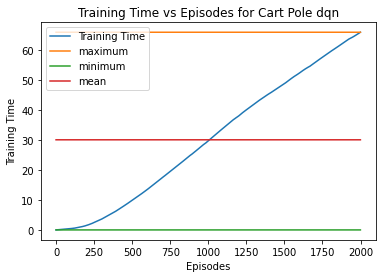 Training Time vs Episodes for Cart Pole dqn
Training Time
maximum
minimum
mean
60
50
40
30
20
10
0
Training Time
0
250
500
750
1000
1250
1500
1750
2000
Episodes